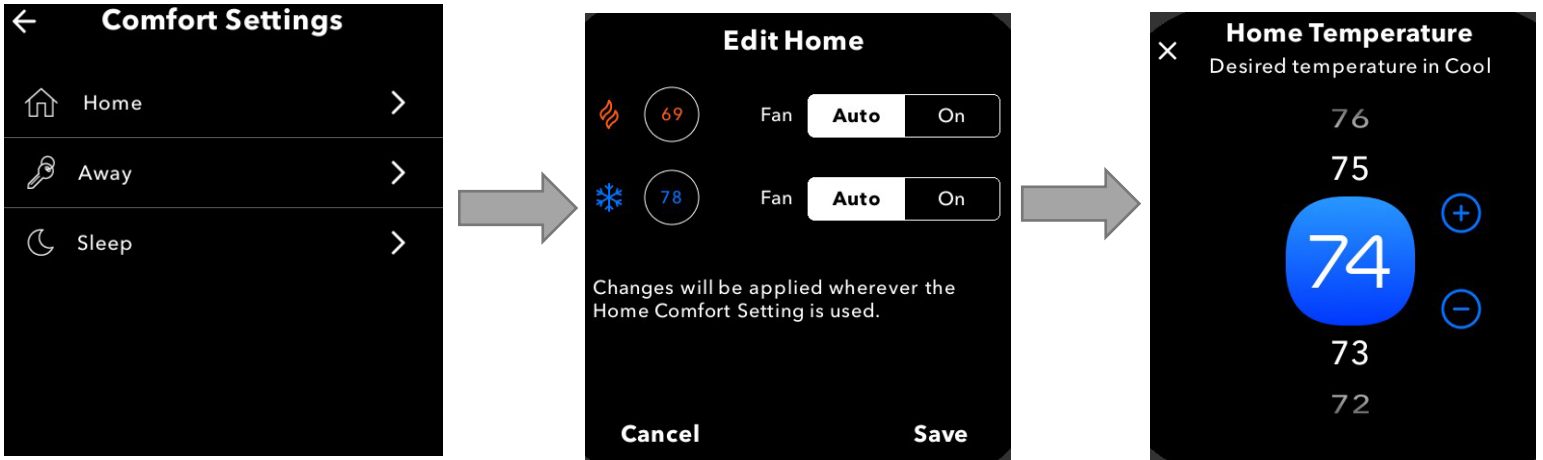 Comfort Settings
Home
Away
Sleep
Edit Home
69 Fan Auto On
78 Fan Auto On
Changes will be applied wherever the
Home Comfort Setting is used.
Cancel Save
Home Temperature
Desired temperature in Cool
76
75
74
73
72